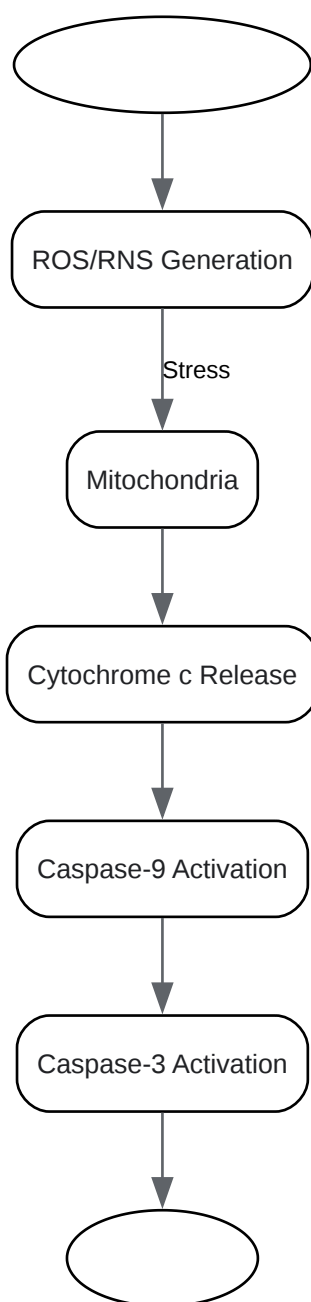 ROS/RNS Generation
Stress
Mitochondria
Cytochrome c Release
Caspase-9 Activation
Caspase-3 Activation